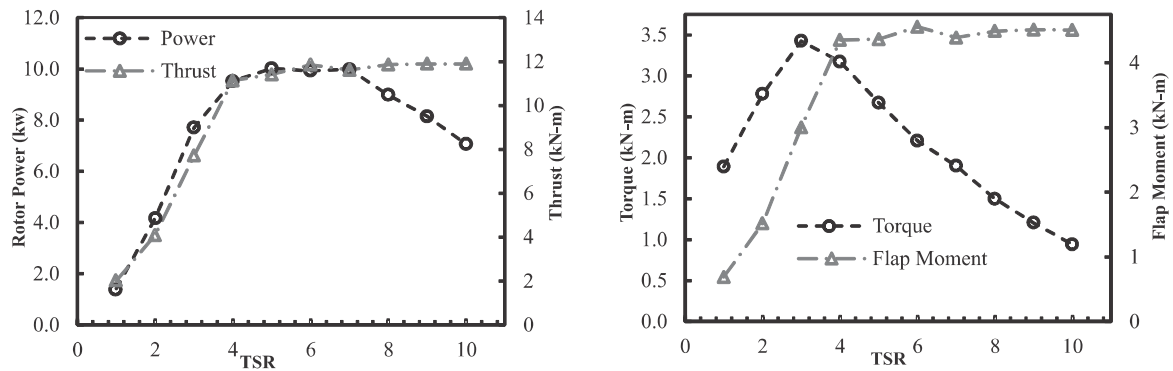 12.0
10.0
8.0
6.0
4.0
2.0
0.0
Rotor Power (kw)
Power
Thrust
14
12
10
8
6
4
2
0
Thrust (kN-m)
0 2 4 6 8 10
TSR
3.5
3.0
2.5
2.0
1.5
1.0
0.5
0.0
Torque (kN-m)
Torque
Flap Moment
4
3
2
1
0
Flap Moment (kN-m)
0 2 4 6 8 10
TSR